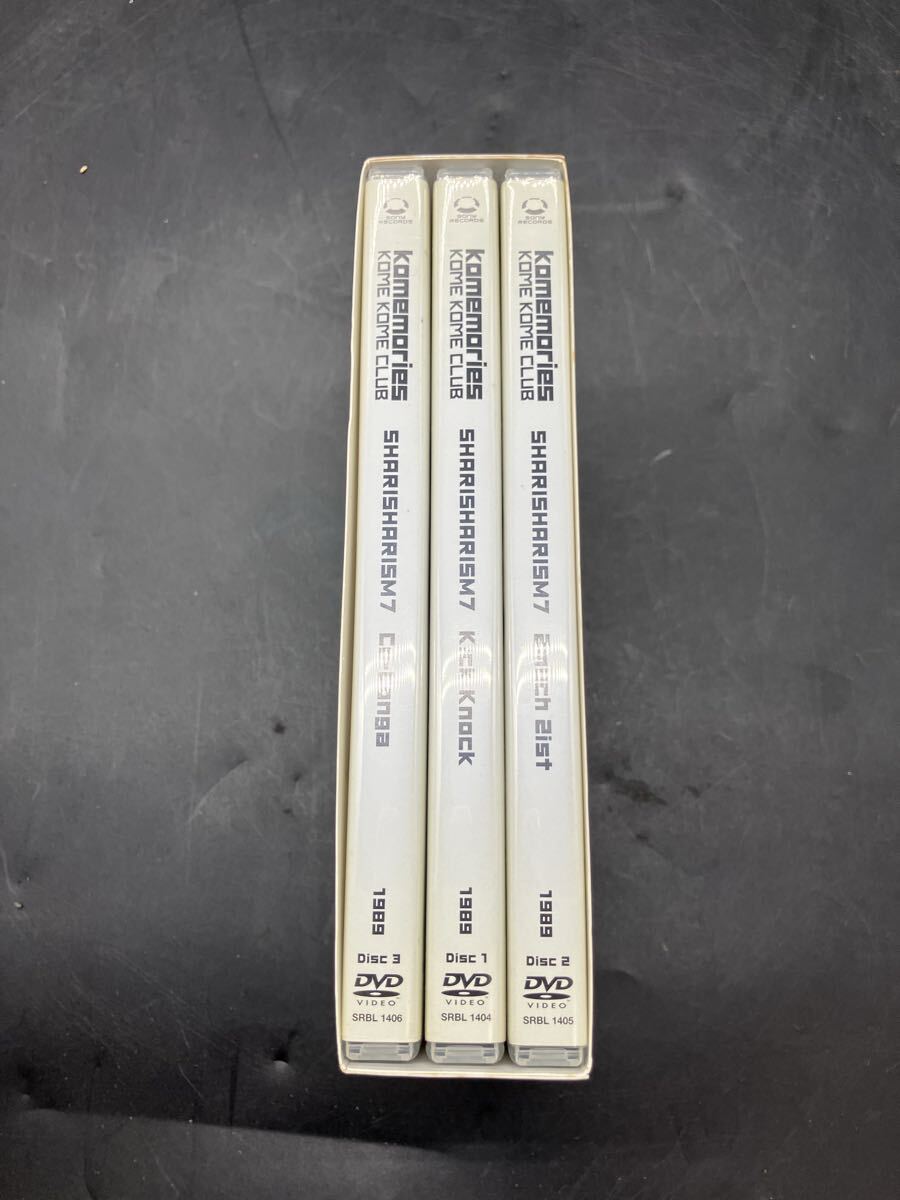 SONY
RECORDS
Komemories
KOME KOME CLUB
SHARISHARISM7
1989
Disc 3
DVD
VIDEO
SRBL 1406
SONY
RECORDS
Komemories
KOME KOME CLUB
SHARISHARISM7 Kick Knock
1989
Disc 1
DVD
VIDEO
SRBL 1404
SONY
RECORDS
Komemories
KOME KOME CLUB
SHARISHARISM7
1989
Disc 2
DVD
VIDEO
SRBL 1405